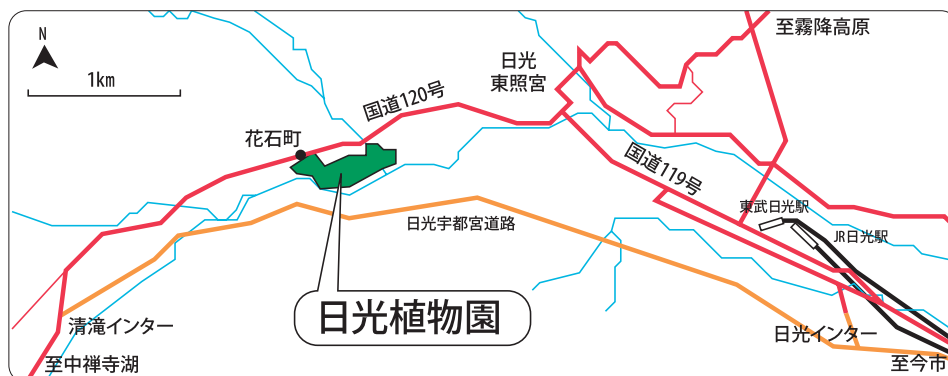 N
1km
至霧降高原
日光
東照宮
国道120号
花石町
国道119号
東武日光駅
JR日光駅
日光宇都宮道路
日光植物園
清滝インター
日光インター
至中禅寺湖
至今市